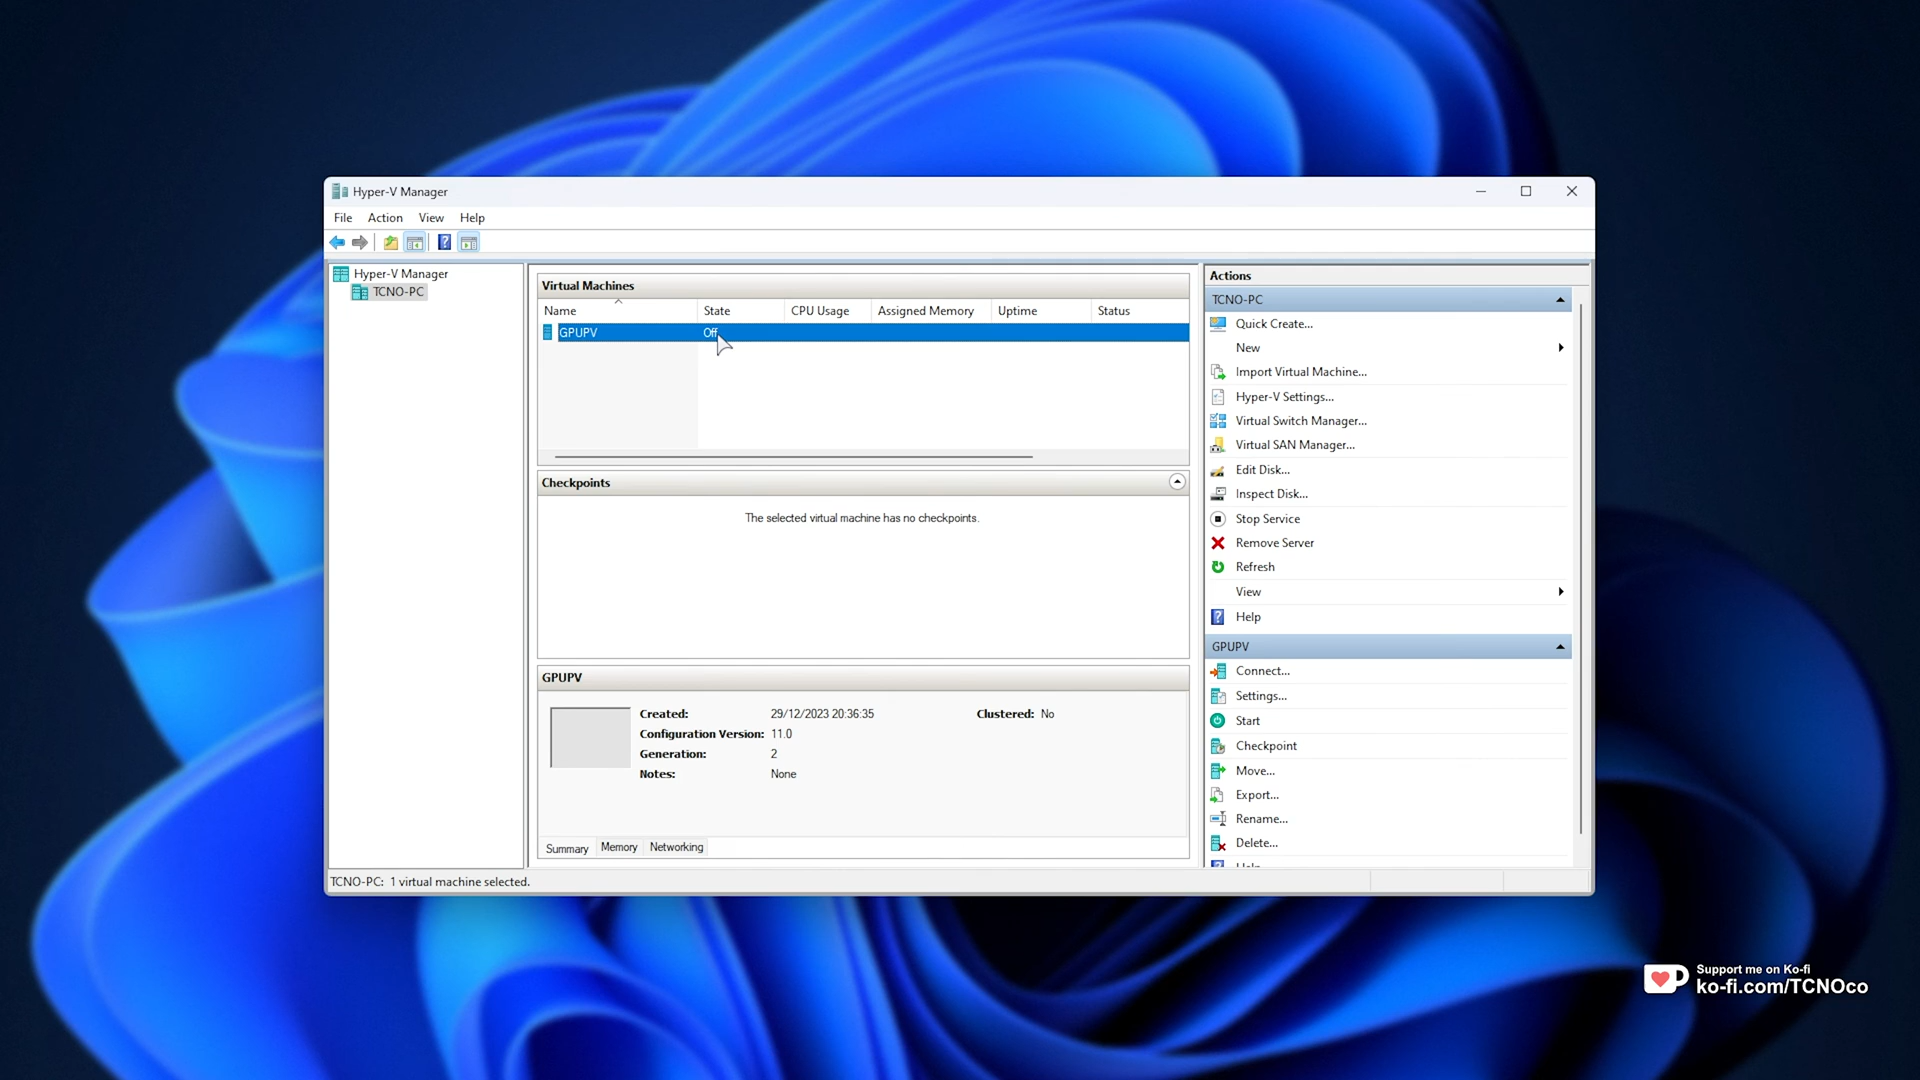 Hyper-V Manager
File Action View Help
Hyper-V Manager
TCNO-PC
Virtual Machines
Name State CPU Usage Assigned Memory Uptime Status
GPUPV Off
Checkpoints
The selected virtual machine has no checkpoints.
GPUPV
Created: 29/12/2023 20:36:35 Clustered: No
Configuration Version: 11.0
Generation: 2
Notes: None
Summary Memory Networking
Actions
TCNO-PC
Quick Create...
New
Import Virtual Machine...
Hyper-V Settings...
Virtual Switch Manager...
Virtual SAN Manager...
Edit Disk...
Inspect Disk...
Stop Service
Remove Server
Refresh
View
Help
GPUPV
Connect...
Settings...
Start
Checkpoint
Move...
Export...
Rename...
Delete...
TCNO-PC: 1 virtual machine selected.
Support me on Ko-fi
ko-fi.com/TCNOco